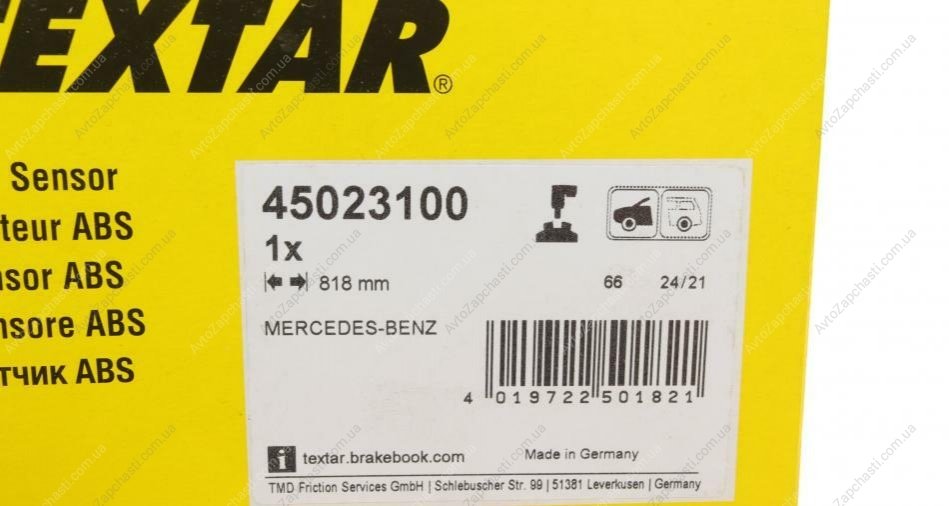 TEXTAR®
Sensor
teur ABS
nsor ABS
nsore ABS
тчик ABS
45023100
1x
818 mm
66 24/21
MERCEDES-BENZ
4 019722 501821
i textar.brakebook.com Made in Germany
TMD Friction Services GmbH | Schlebuscher Str. 99 | 51381 Leverkusen | Germany
AvtoZapchasti.com.ua